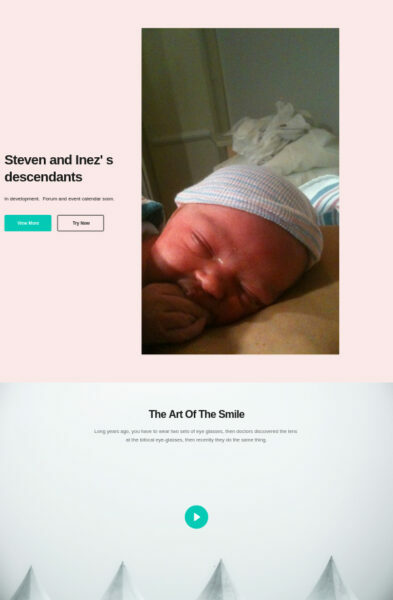 Steven and Inez' s
descendants
In development. Forum and event calendar soon.
View More
Try Now
The Art Of The Smile
Long years ago, you have to wear two sets of eye glasses, then doctors discovered the lens
at the bifocal eye-glasses, then recently they do the same thing.